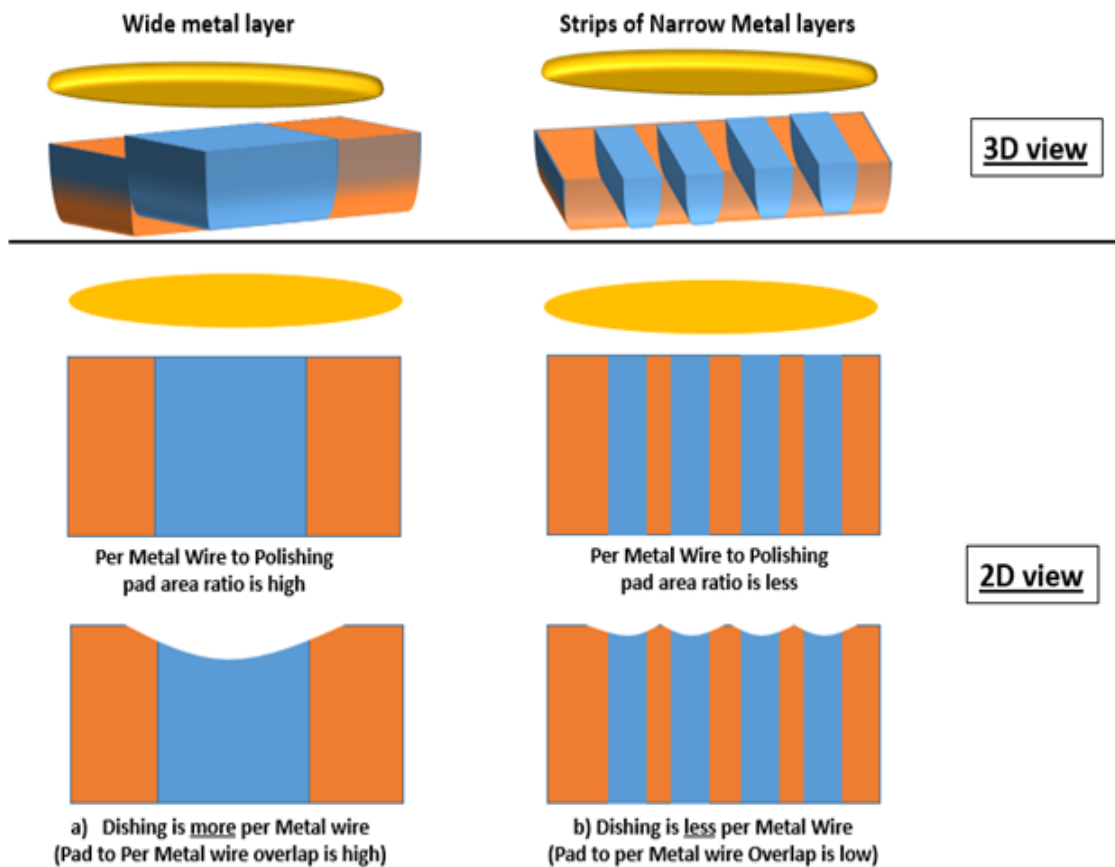 Wide metal layer
Strips of Narrow Metal layers
3D view
Per Metal Wire to Polishing
pad area ratio is high
Per Metal Wire to Polishing
pad area ratio is less
2D view
a) Dishing is more per Metal wire
(Pad to Per Metal wire overlap is high)
b) Dishing is less per Metal Wire
(Pad to per Metal wire Overlap is low)